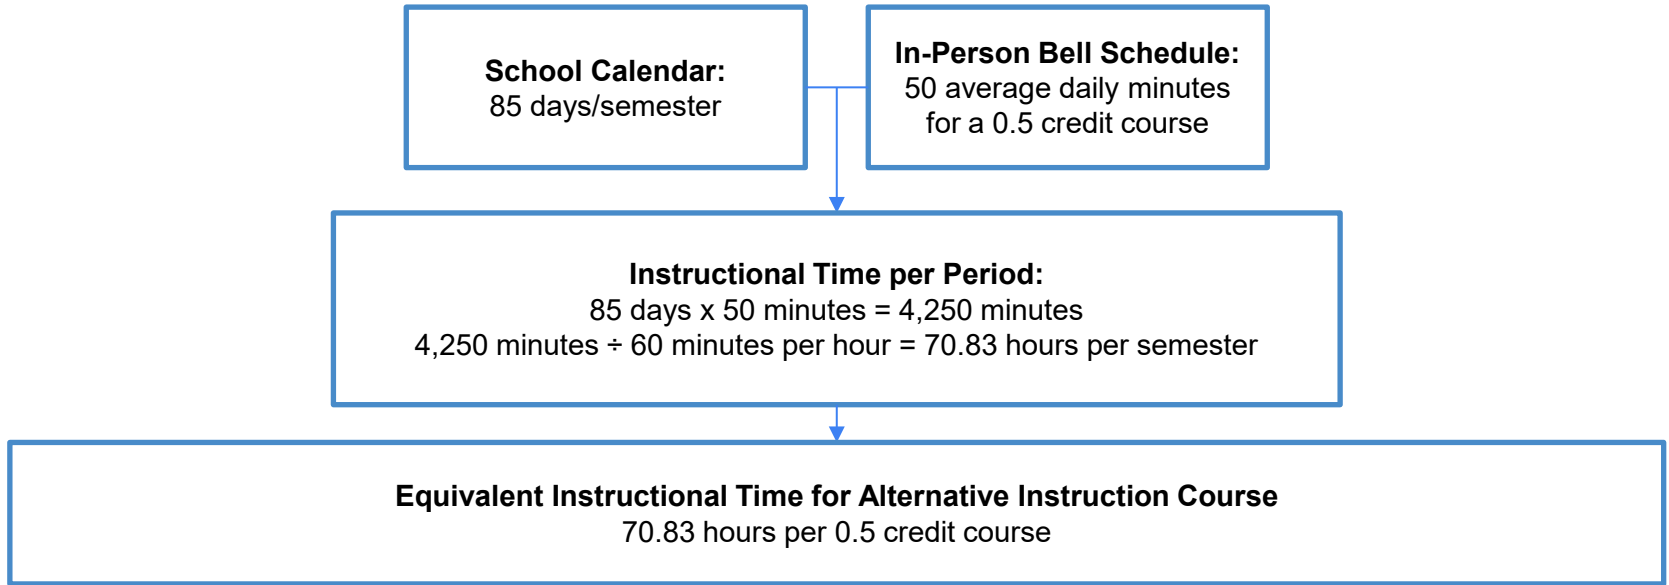 School Calendar:
85 days/semester
In-Person Bell Schedule:
50 average daily minutes
for a 0.5 credit course
Instructional Time per Period:
85 days x 50 minutes = 4,250 minutes
4,250 minutes ÷ 60 minutes per hour = 70.83 hours per semester
Equivalent Instructional Time for Alternative Instruction Course
70.83 hours per 0.5 credit course